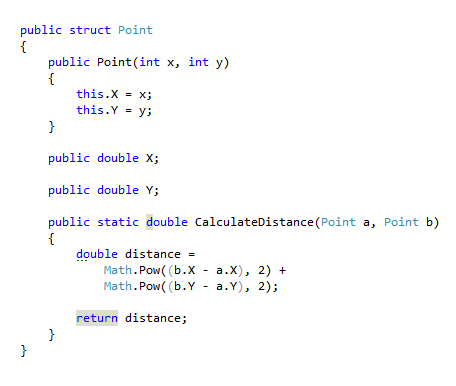 public struct Point
{
    public Point(int x, int y)
    {
        this.X = x;
        this.Y = y;
    }

    public double X;

    public double Y;

    public static double CalculateDistance(Point a, Point b)
    {
        double distance =
            Math.Pow((b.X - a.X), 2) +
            Math.Pow((b.Y - a.Y), 2);

        return distance;
    }
}